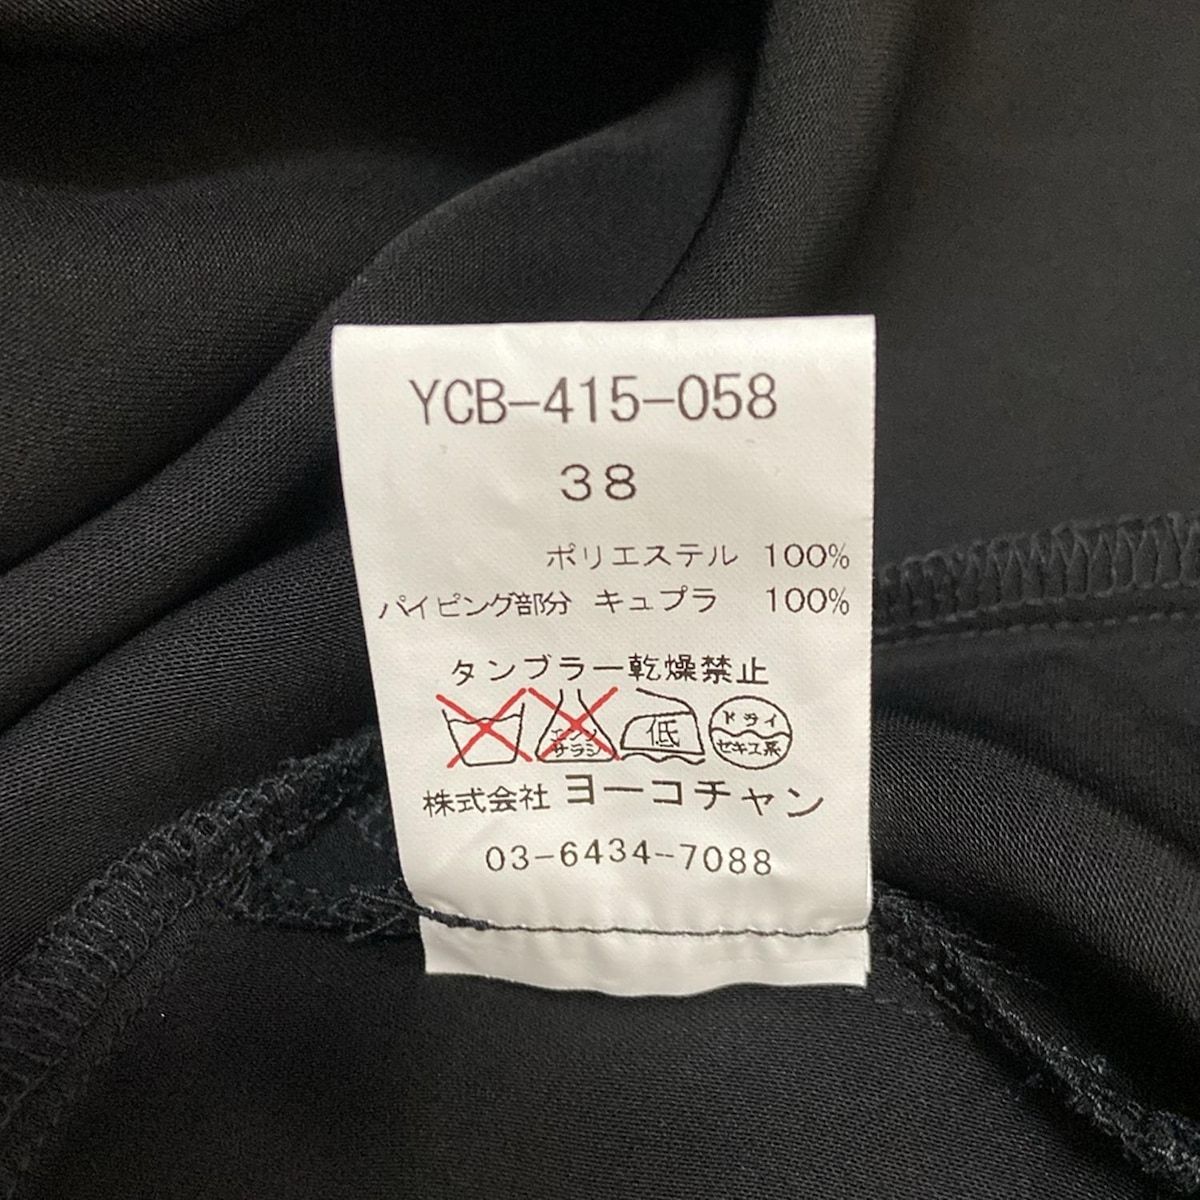 YCB-415-058
38
ポリエステル 100%
パイピング部分 キュプラ 100%
タンブラー乾燥禁止
エンソ サラシ
低
ドライ
セキユ系
株式会社 ヨーコチャン
03-6434-7088